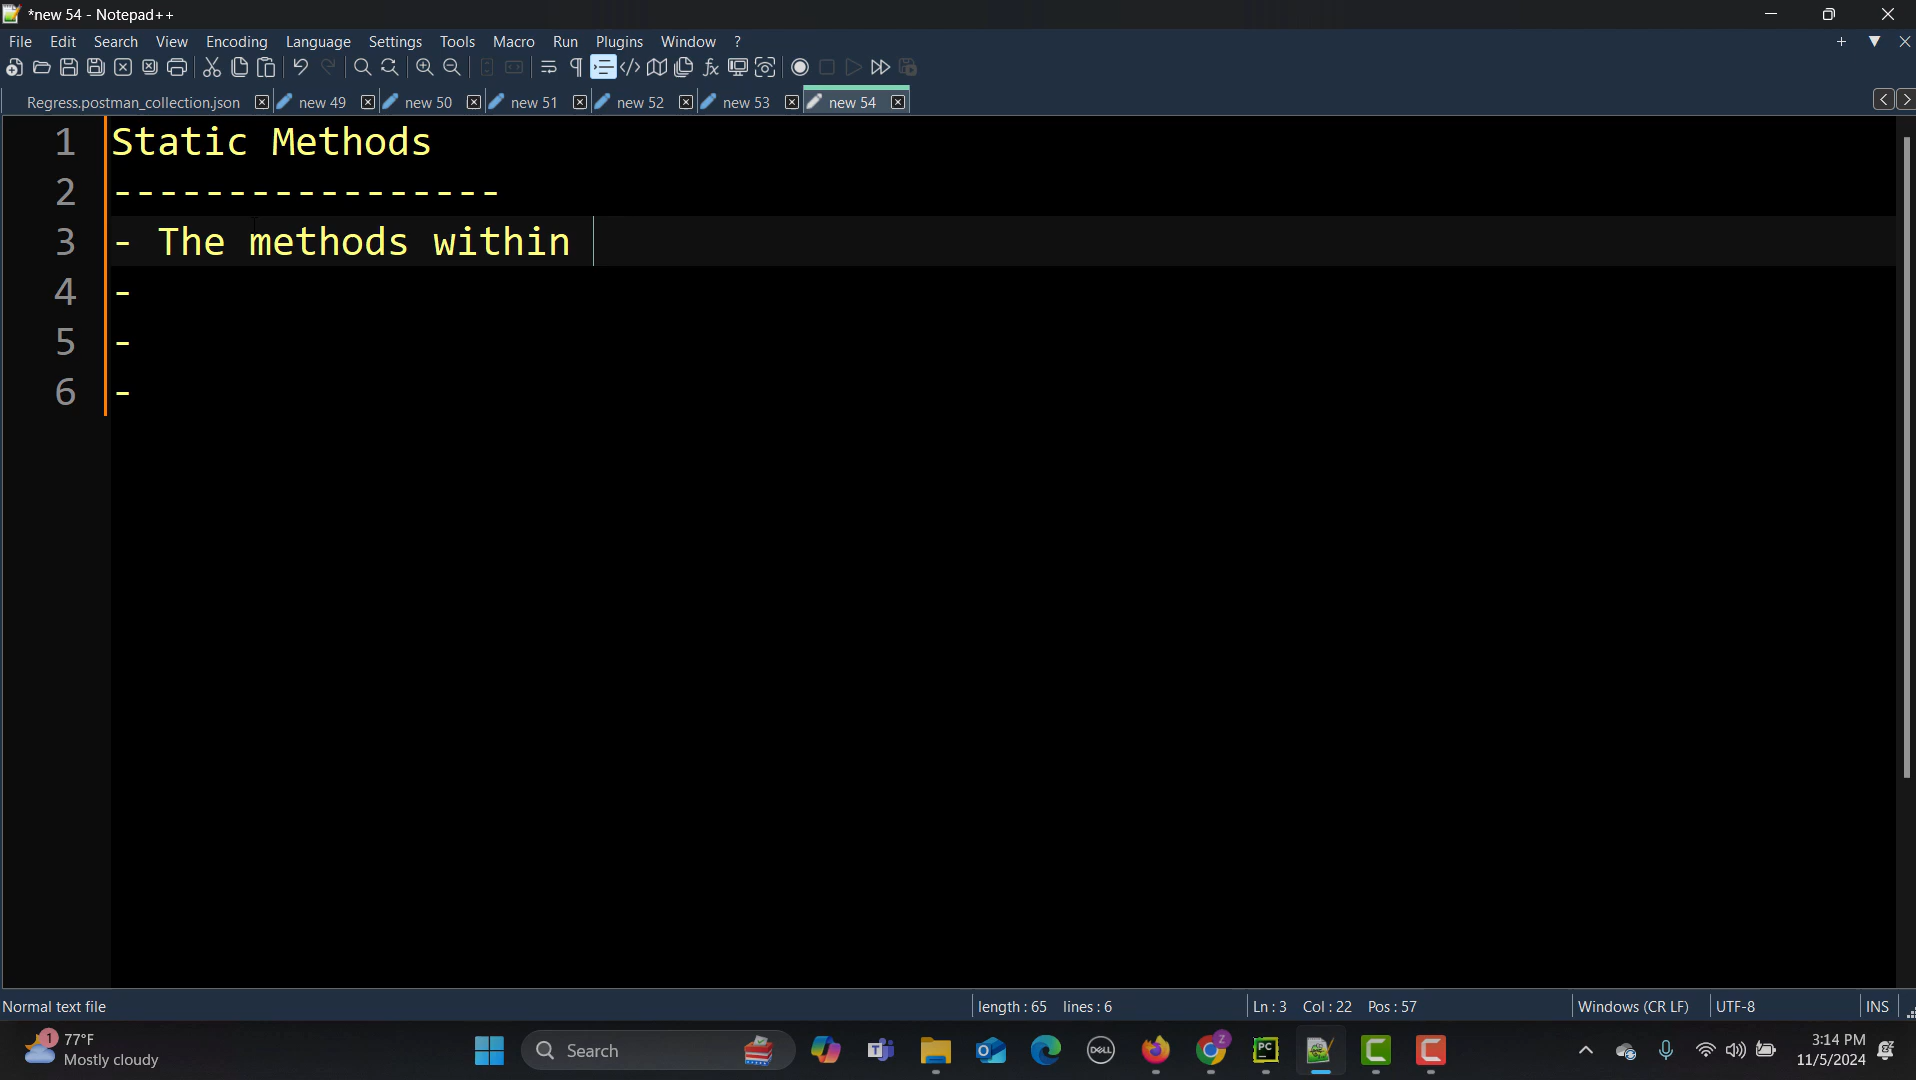 *new 54 - Notepad++
File Edit Search View Encoding Language Settings Tools Macro Run Plugins Window ?
Regress.postman_collection.json new 49 new 50 new 51 new 52 new 53 new 54
1 Static Methods
2 -----------------
3 - The methods within
4 -
5 -
6 -
Normal text file length : 65 lines : 6 Ln : 3 Col : 22 Pos : 57 Windows (CR LF) UTF-8 INS
1 77°F
Mostly cloudy
Search
DELL
Z
PC
3:14 PM
11/5/2024